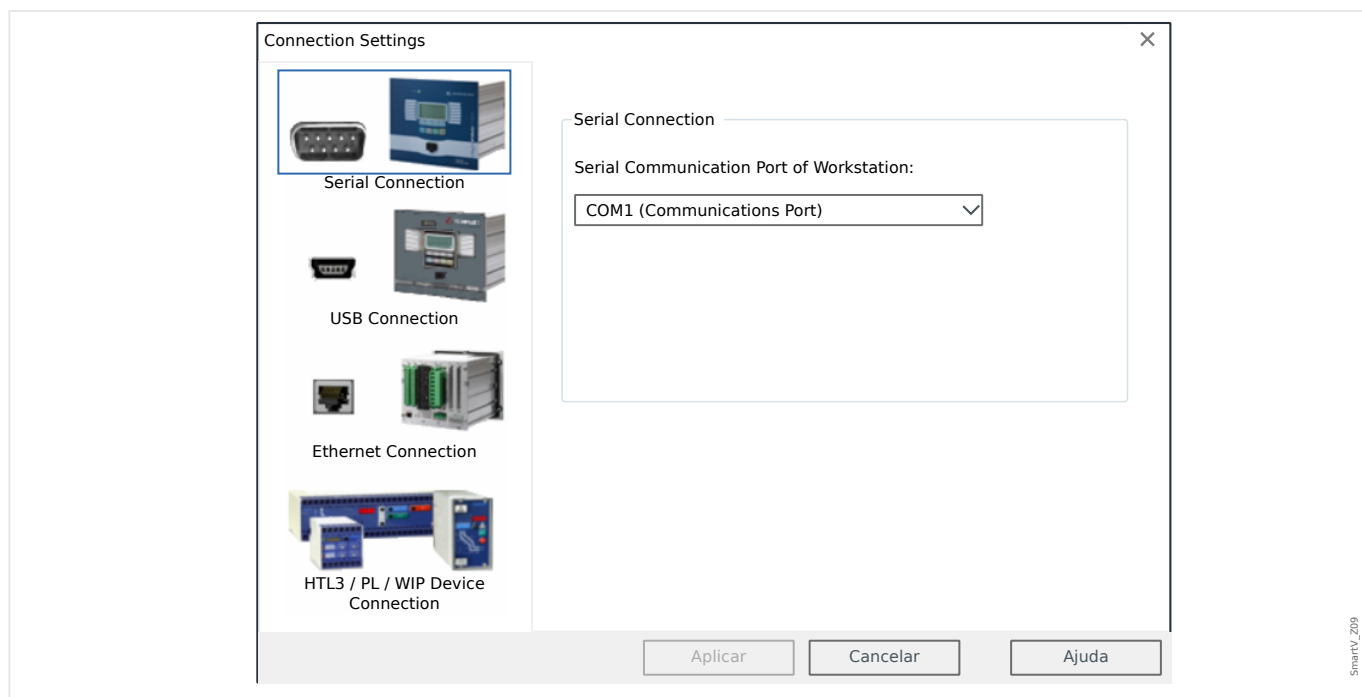 Connection Settings
Serial Connection
USB Connection
Ethernet Connection
HTL3 / PL / WIP Device
Connection
Serial Connection
Serial Communication Port of Workstation:
COM1 (Communications Port)
Aplicar
Cancelar
Ajuda
SmartV_Z09